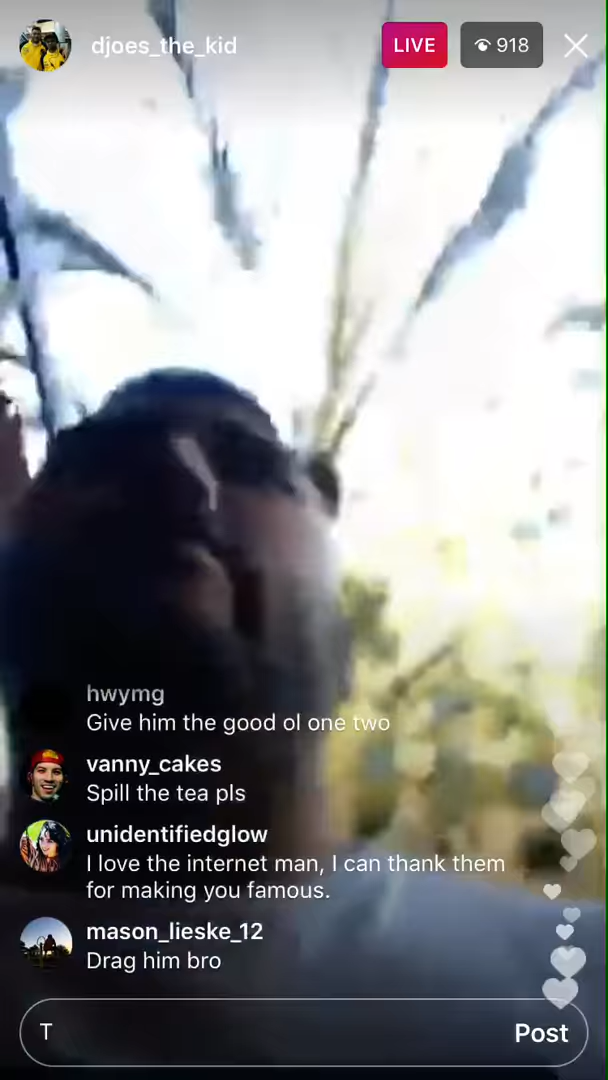 djoes_the_kid LIVE 918
hwymg
Give him the good ol one two
vanny_cakes
Spill the tea pls
unidentifiedglow
I love the internet man, I can thank them
for making you famous.
mason_lieske_12
Drag him bro
T Post